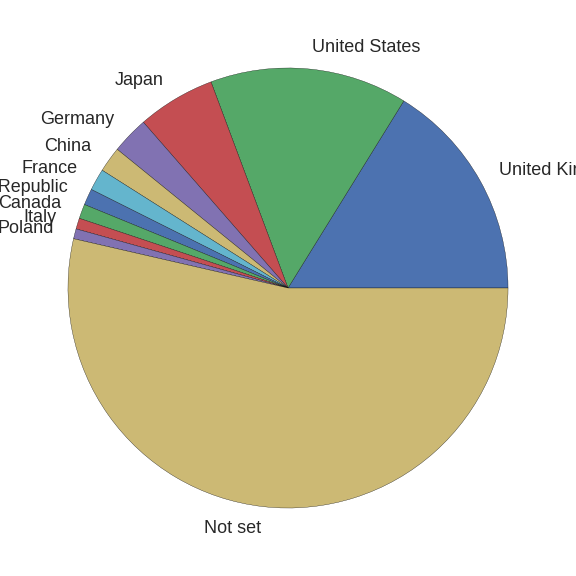 United States
Japan
Germany
United Kin
China
France
Republic
Canada
Italy
Poland
Not set